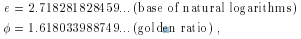 e = 2.718281828459... (base of natural logarithms)
ϕ = 1.618033988749... (golden ratio) ,